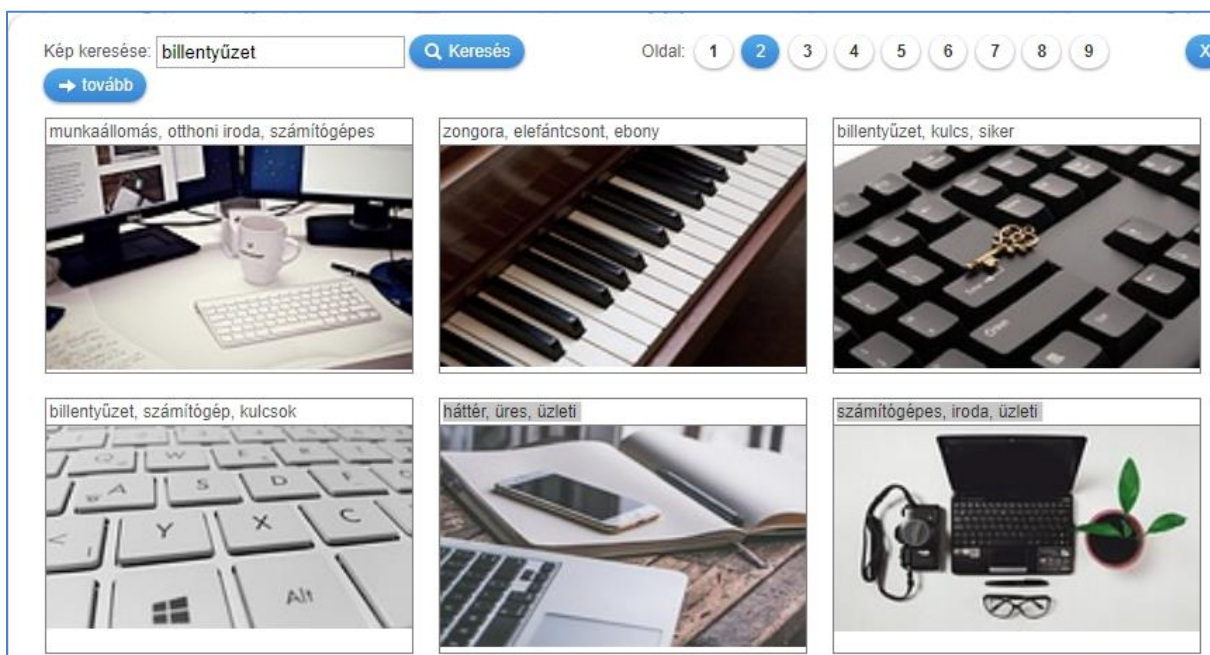 Kép keresése: billentyűzet Keresés Oldal: 1 2 3 4 5 6 7 8 9 X
tovább
munkaállomás, otthoni iroda, számítógépes
zongora, elefántcsont, ebony
billentyűzet, kulcs, siker
billentyűzet, számítógép, kulcsok
háttér, üres, üzleti
számítógépes, iroda, üzleti
Q W E R
A S D F
Y X C
Alt